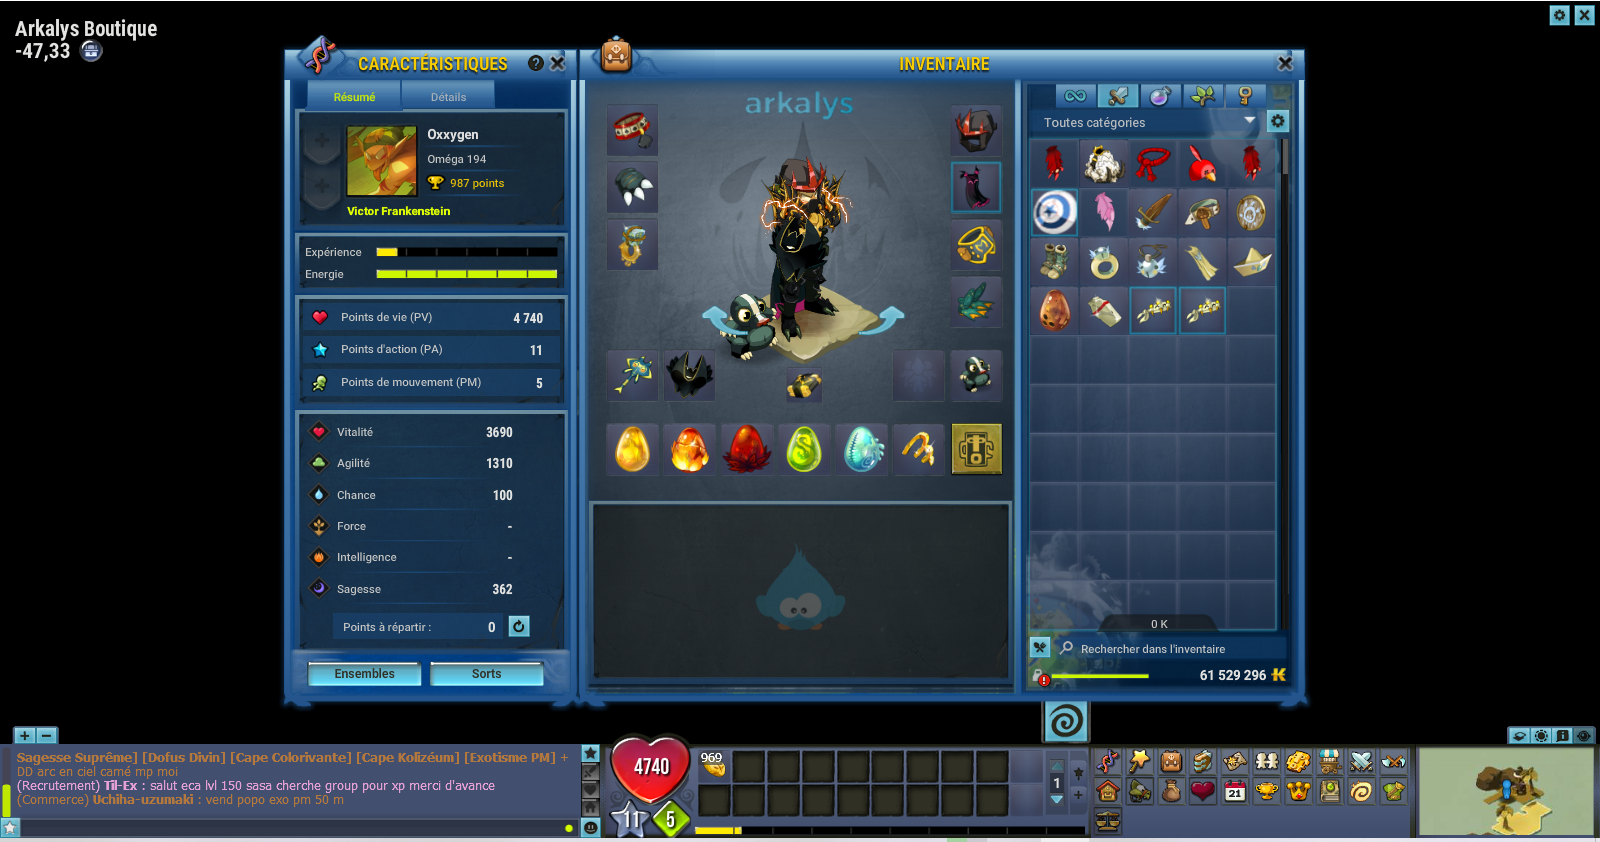 Arkalys Boutique
-47,33
CARACTÉRISTIQUES
?
Résumé
Détails
Oxxygen
Oméga 194
987 points
Victor Frankenstein
Expérience
Energie
Points de vie (PV) 4 740
Points d'action (PA) 11
Points de mouvement (PM) 5
Vitalité 3690
Agilité 1310
Chance 100
Force -
Intelligence -
Sagesse 362
Points à répartir : 0
Ensembles
Sorts
INVENTAIRE
arkalys
Toutes catégories
0 K
Rechercher dans l'inventaire
61 529 296 K
Sagesse Suprême] [Dofus Divin] [Cape Colorivante] [Cape Kolizéum] [Exotisme PM] +
DD arc en ciel camé mp moi
(Recrutement) Til-Ex : salut eca lvl 150 sasa cherche group pour xp merci d'avance
(Commerce) Uchiha-uzumaki : vend popo exo pm 50 m
4740
11
5
969
1
21